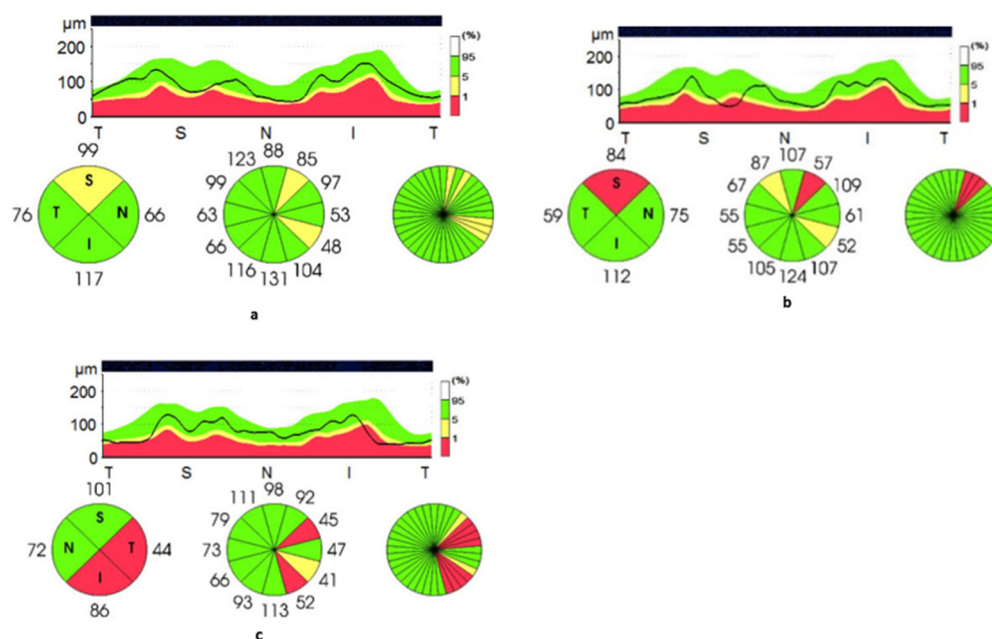 µm
200
100
0
(%)
95
5
1
T S N I T
99
S
76 T N 66
I
117
88
123 85
99 97
63 53
66 48
116 104
131
a
µm
200
100
0
(%)
95
5
1
T S N I T
84
S
59 T N 75
I
112
107
87 57
67 109
55 61
55 52
105 107
124
b
µm
200
100
0
(%)
95
5
1
T S N I T
101
S
72 N T 44
I
86
98
111 92
79 45
73 47
66 41
93 52
113
c